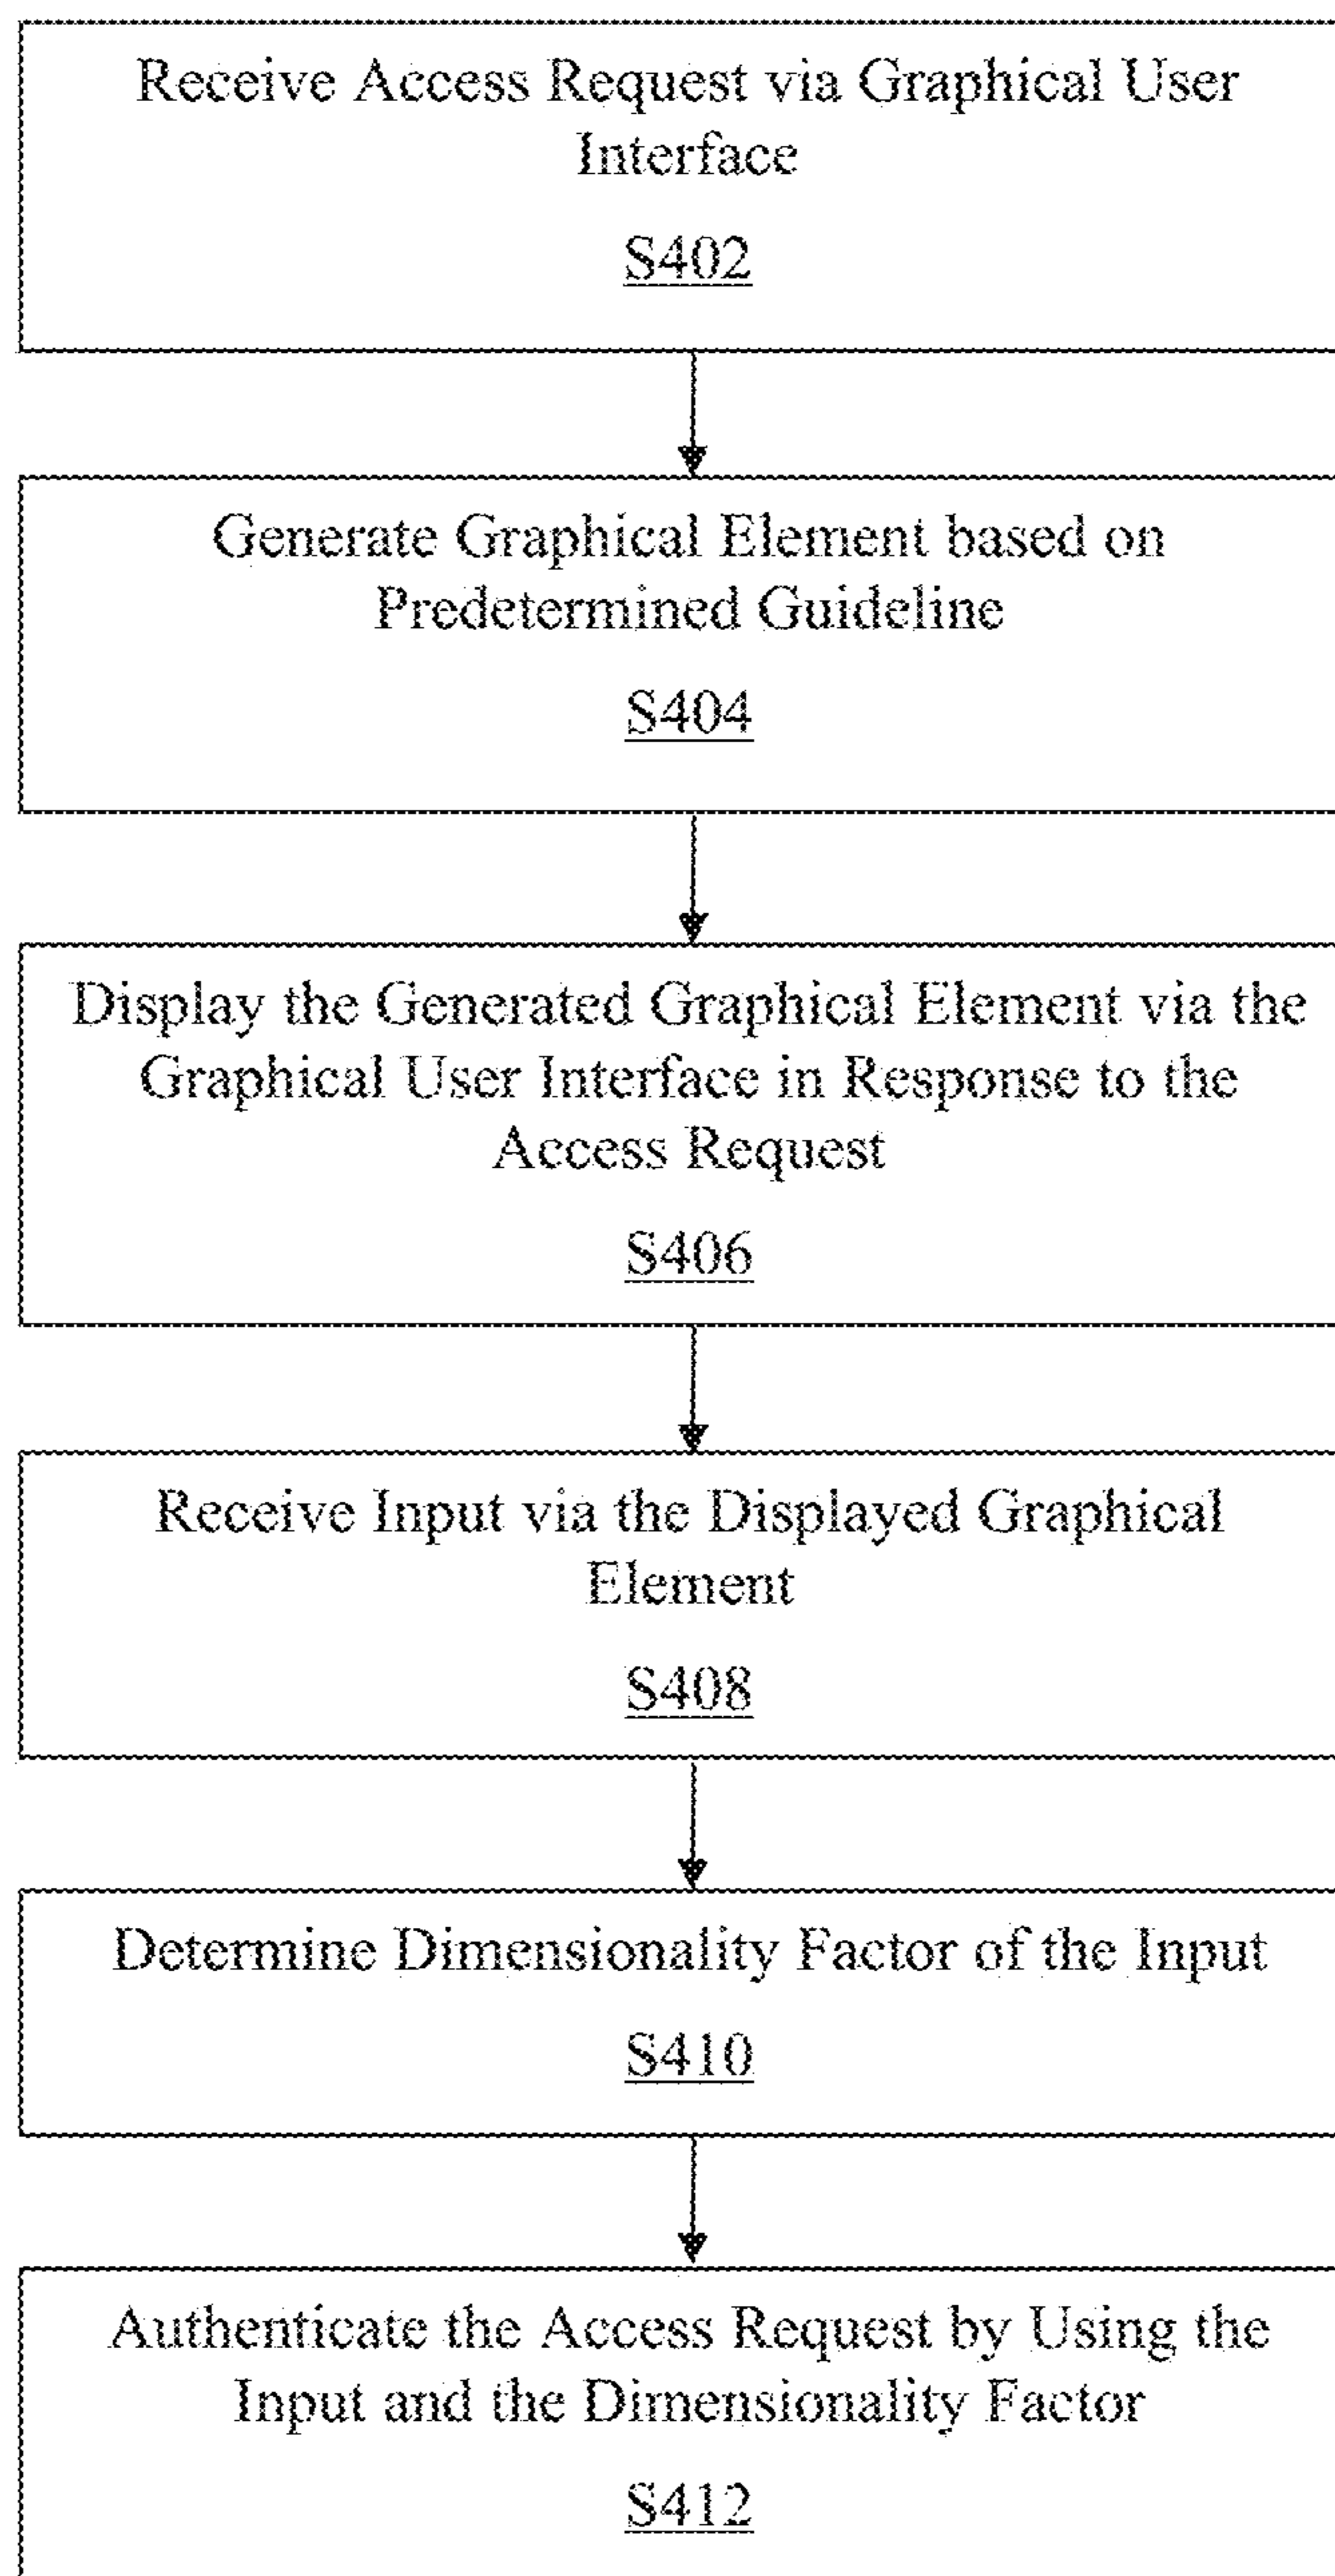 Receive Access Request via Graphical User
Interface
S402
Generate Graphical Element based on
Predetermined Guideline
S404
Display the Generated Graphical Element via the
Graphical User Interface in Response to the
Access Request
S406
Receive Input via the Displayed Graphical
Element
S408
Determine Dimensionality Factor of the Input
S410
Authenticate the Access Request by Using the
Input and the Dimensionality Factor
S412